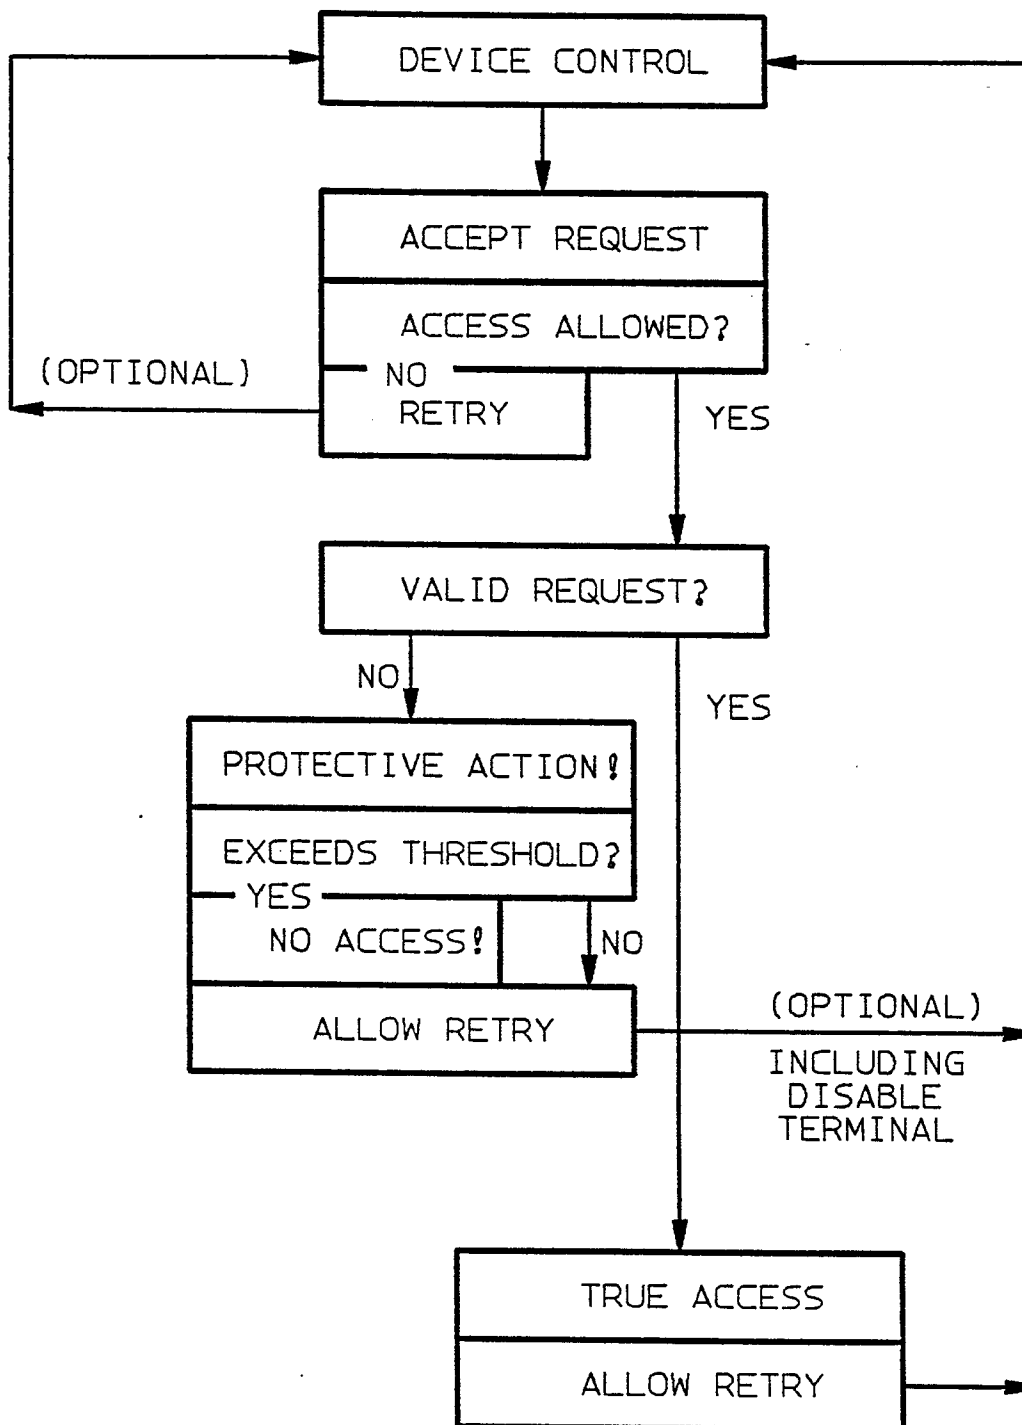 DEVICE CONTROL
ACCEPT REQUEST
ACCESS ALLOWED?
(OPTIONAL)
NO
RETRY
YES
VALID REQUEST?
NO
YES
PROTECTIVE ACTION!
EXCEEDS THRESHOLD?
YES
NO ACCESS!
NO
ALLOW RETRY
(OPTIONAL)
INCLUDING
DISABLE
TERMINAL
TRUE ACCESS
ALLOW RETRY